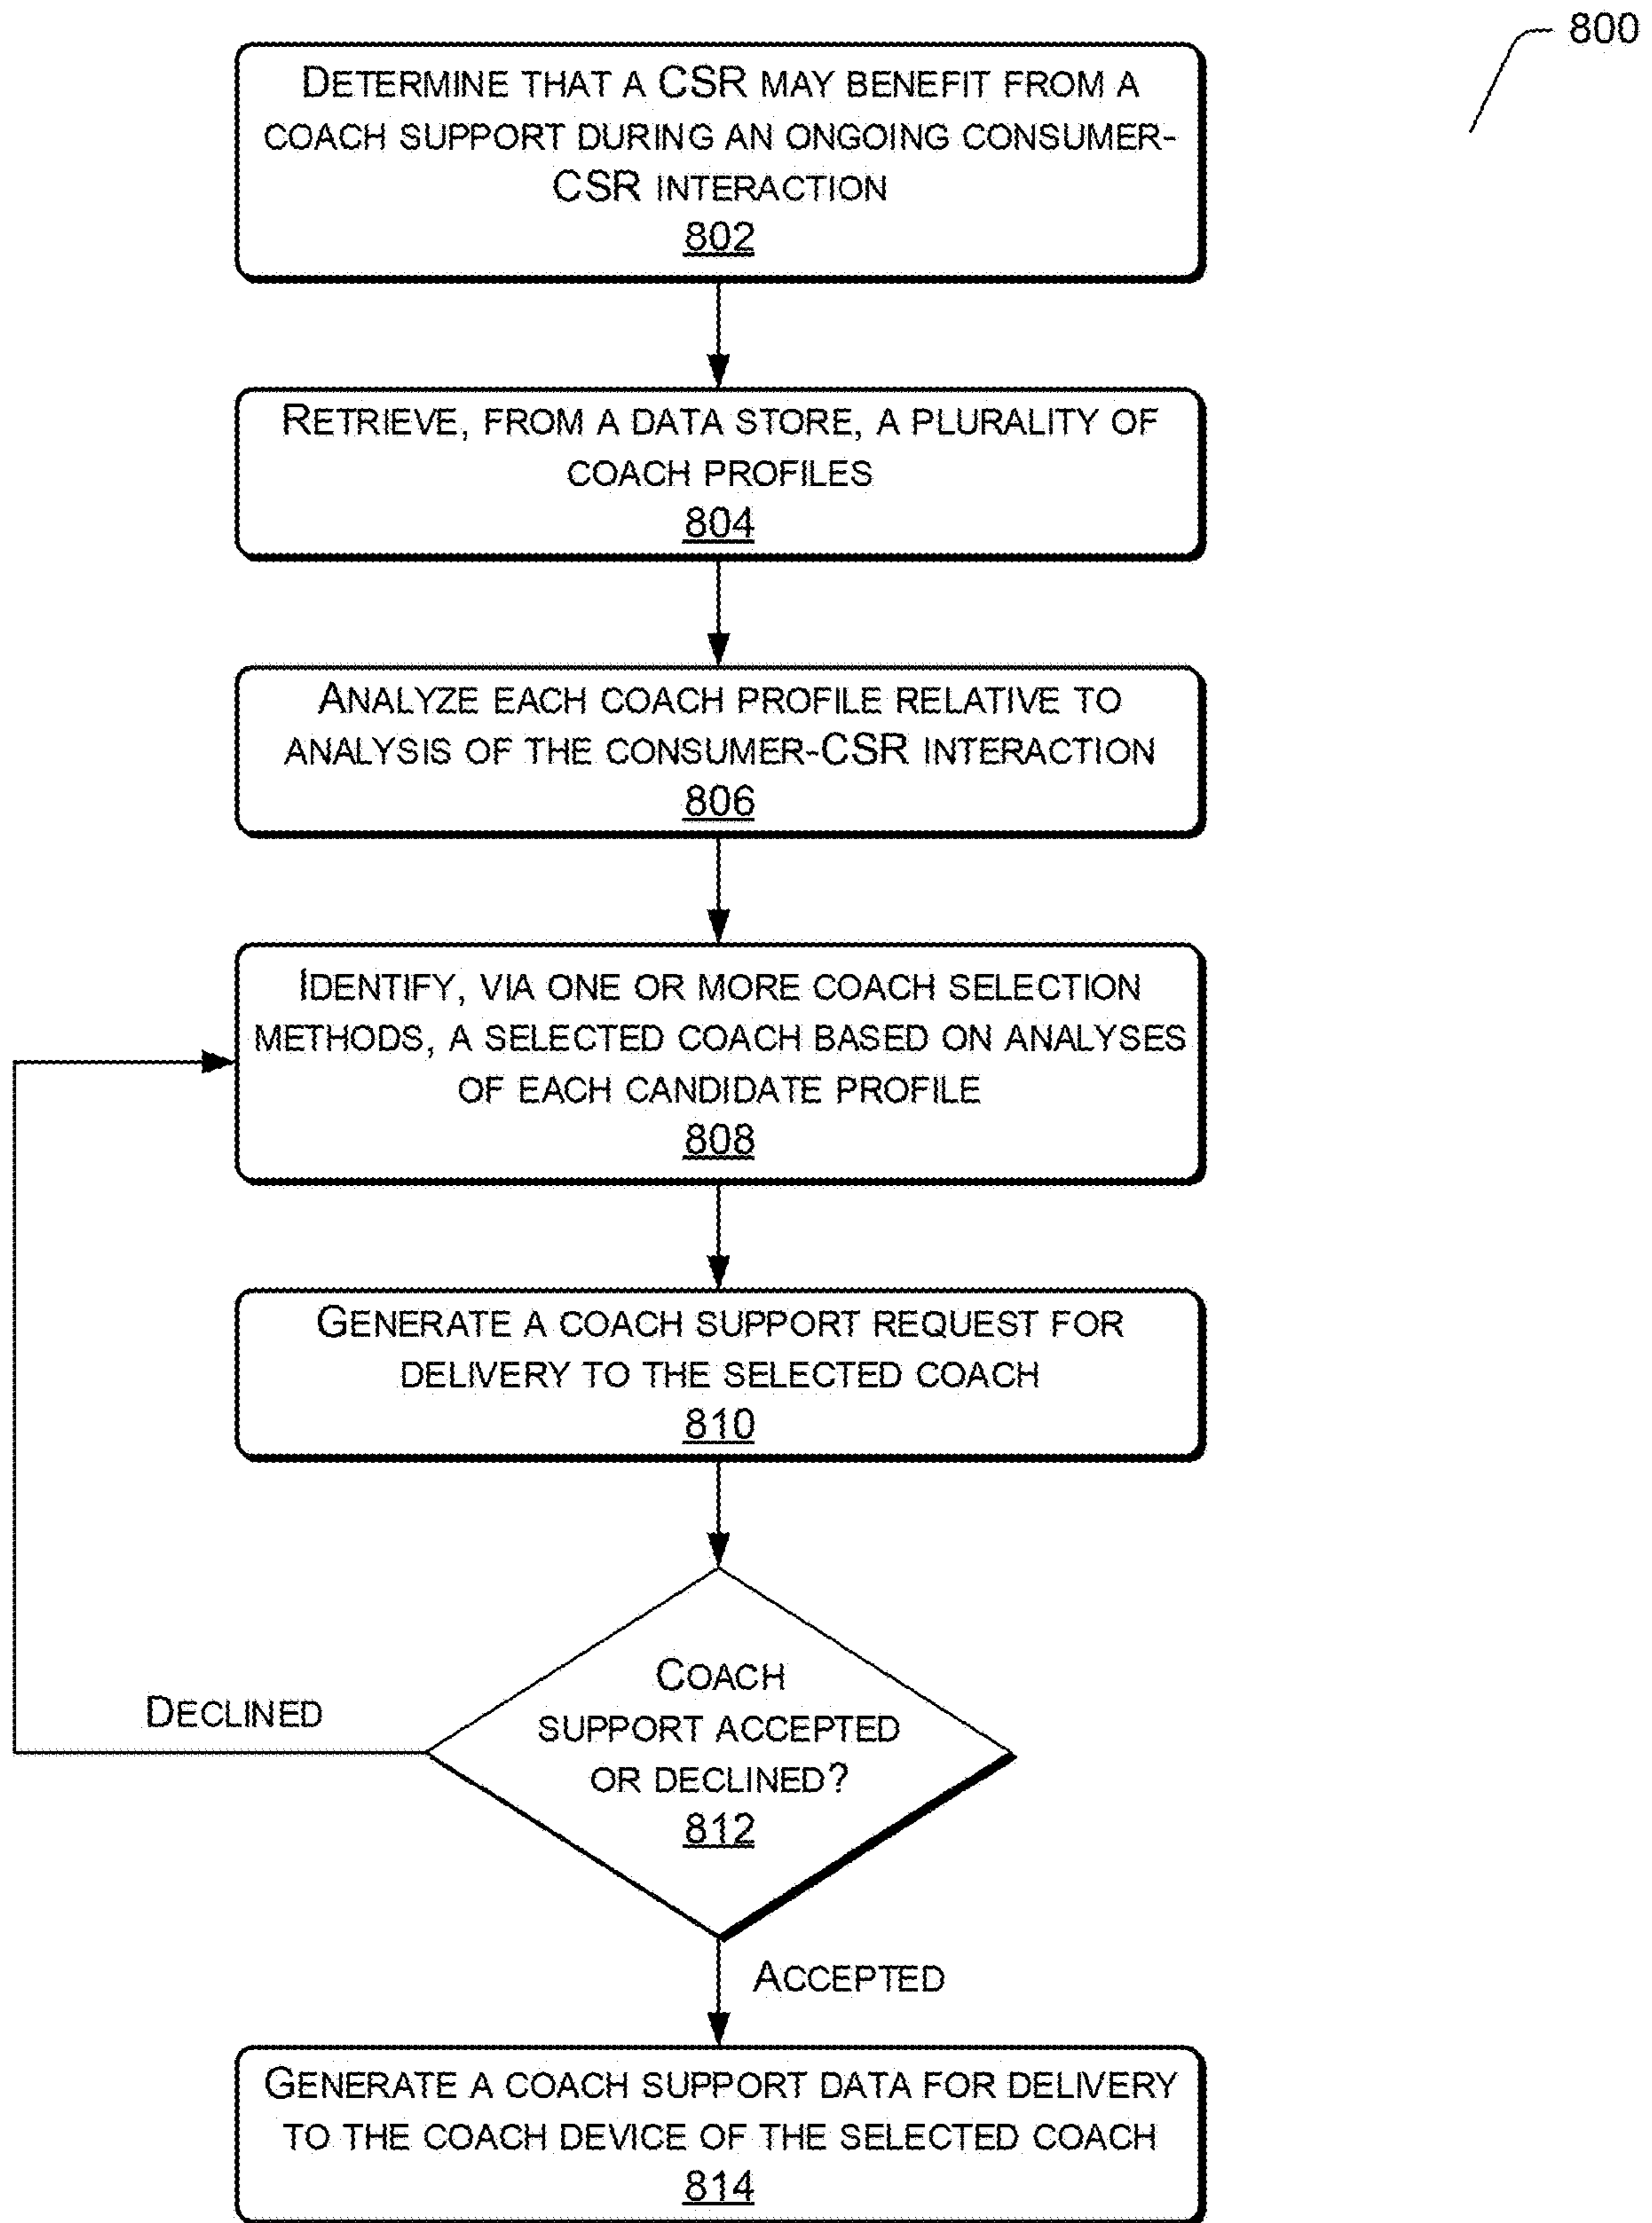 800
DETERMINE THAT A CSR MAY BENEFIT FROM A
COACH SUPPORT DURING AN ONGOING CONSUMER-
CSR INTERACTION
802
RETRIEVE, FROM A DATA STORE, A PLURALITY OF
COACH PROFILES
804
ANALYZE EACH COACH PROFILE RELATIVE TO
ANALYSIS OF THE CONSUMER-CSR INTERACTION
806
IDENTIFY, VIA ONE OR MORE COACH SELECTION
METHODS, A SELECTED COACH BASED ON ANALYSES
OF EACH CANDIDATE PROFILE
808
GENERATE A COACH SUPPORT REQUEST FOR
DELIVERY TO THE SELECTED COACH
810
COACH
SUPPORT ACCEPTED
OR DECLINED?
812
DECLINED
ACCEPTED
GENERATE A COACH SUPPORT DATA FOR DELIVERY
TO THE COACH DEVICE OF THE SELECTED COACH
814